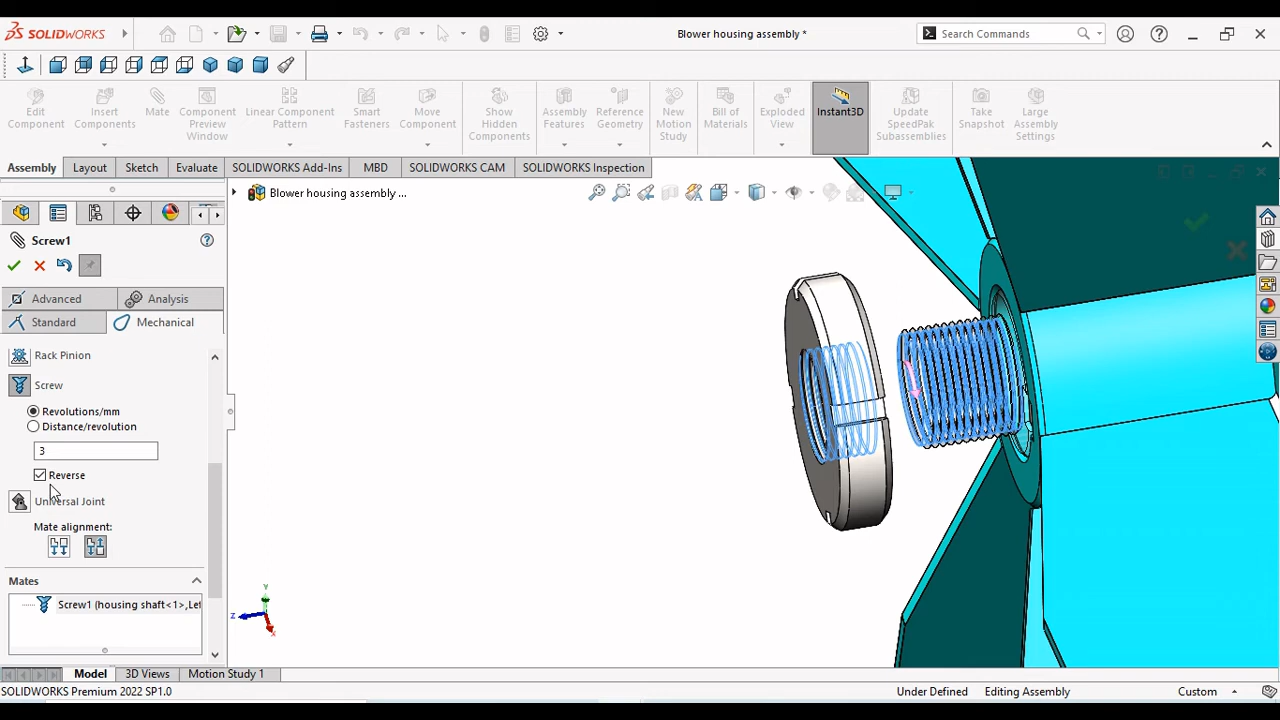 SOLIDWORKS
Blower housing assembly *
Search Commands
Edit Component
Insert Components
Mate
Component Preview Window
Linear Component Pattern
Smart Fasteners
Move Component
Show Hidden Components
Assembly Features
Reference Geometry
New Motion Study
Bill of Materials
Exploded View
Instant3D
Update SpeedPak Subassemblies
Take Snapshot
Large Assembly Settings
Assembly
Layout
Sketch
Evaluate
SOLIDWORKS Add-Ins
MBD
SOLIDWORKS CAM
SOLIDWORKS Inspection
Blower housing assembly ...
Screw1
Advanced
Analysis
Standard
Mechanical
Rack Pinion
Screw
Revolutions/mm
Distance/revolution
3
Reverse
Universal Joint
Mate alignment:
Mates
Screw1 (housing shaft<1>,Let
Y
Z
X
Model
3D Views
Motion Study 1
SOLIDWORKS Premium 2022 SP1.0
Under Defined
Editing Assembly
Custom